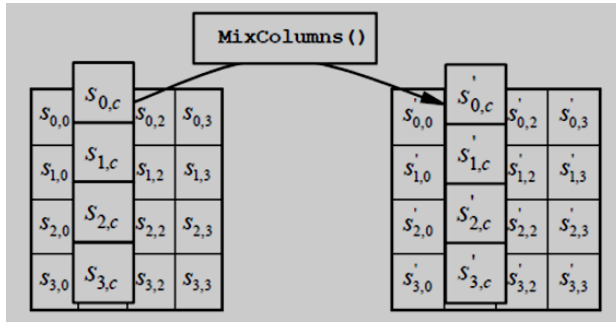 MixColumns()
s0,0 s0,c s0,2 s0,3 s'0,0 s'0,c s'0,2 s'0,3
s1,0 s1,c s1,2 s1,3 s'1,0 s'1,c s'1,2 s'1,3
s2,0 s2,c s2,2 s2,3 s'2,0 s'2,c s'2,2 s'2,3
s3,0 s3,c s3,2 s3,3 s'3,0 s'3,c s'3,2 s'3,3